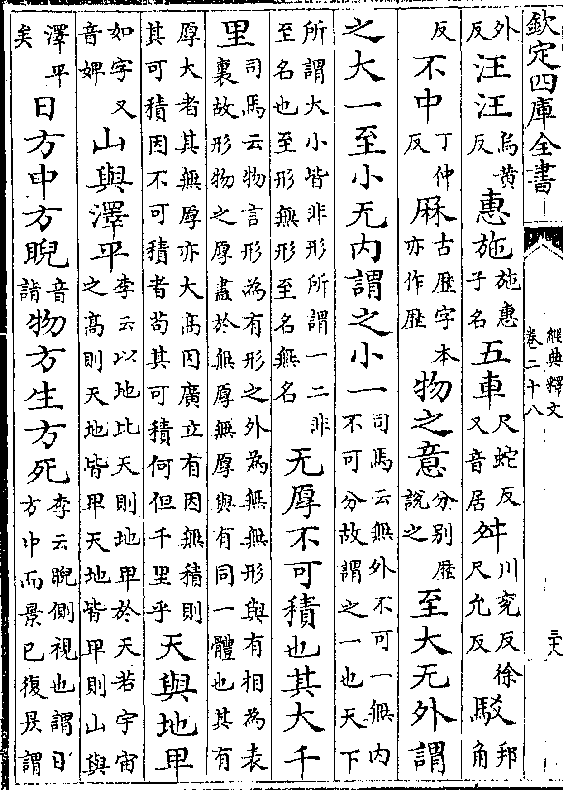 欽定四庫全書
經典釋文
卷二十八
外反汪汪烏黄反惠施施惠子名五車尺蛇反又音居舛川兖反徐尺允反駮邦角
反不中丁仲反厤古歴字本亦作歴物之意分别歴說之至大无外謂
之大一至小无内謂之小一司馬云無外不可一無内不可分故謂之一也天下
所謂大小皆非形所謂一二非至名也至形無形至名無名无厚不可積也其大千
里司馬云物言形為有形之外為無無形與有相為表裏故形物之厚盡於無厚無厚與有同一體也其有
厚大者其無厚亦大高因廣立有因無積則其可積因不可積者苟其可積何但千里乎天與地卑
如字又音婢山與澤平李云以地比天則地卑於天若宇宙之高則天地皆卑天地皆卑則山與
澤平矣日方中方睨音詣物方生方死李云睨側視也謂日方中而景已復昃謂